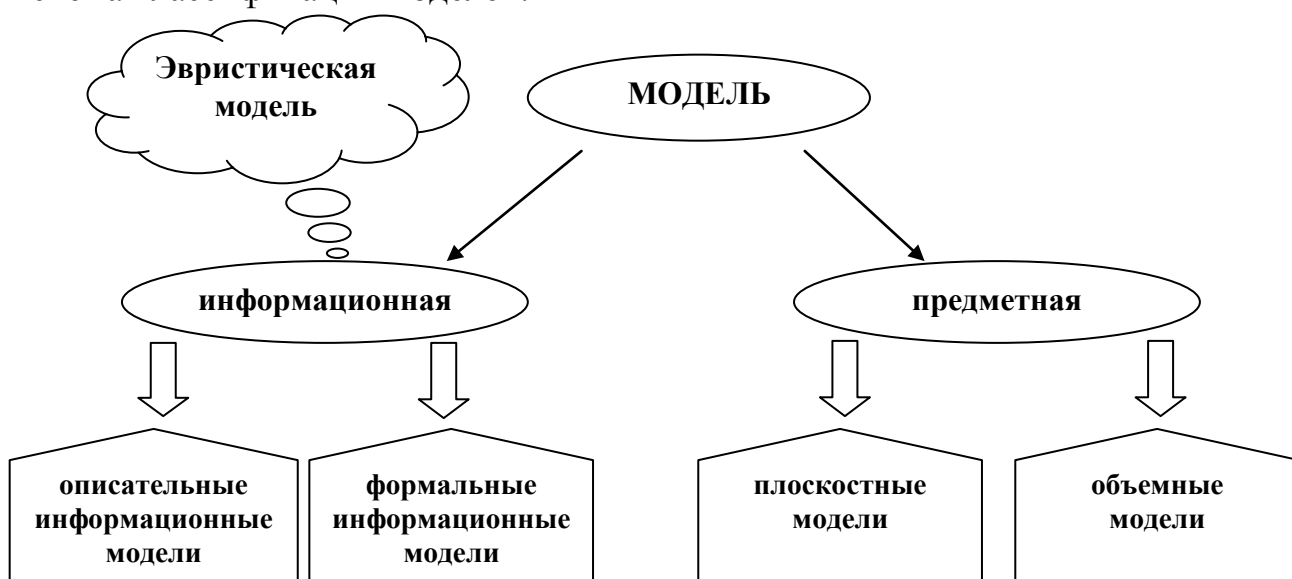 Эвристическая
модель
МОДЕЛЬ
информационная
предметная
описательные
информационные
модели
формальные
информационные
модели
плоскостные
модели
объемные
модели